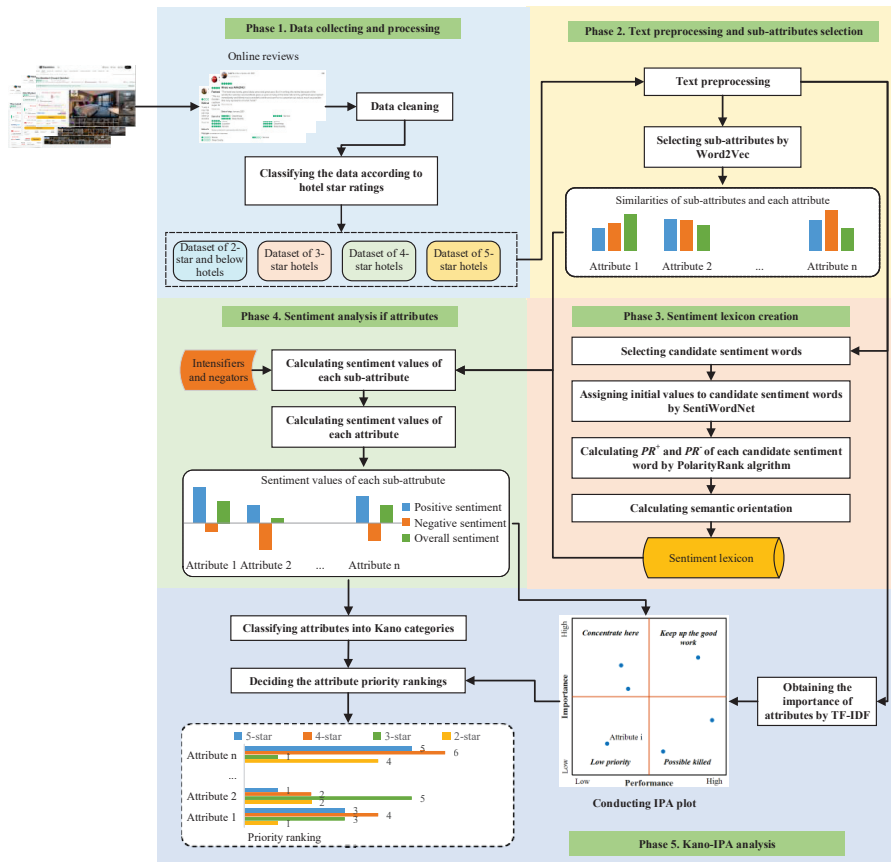 Phase 1. Data collecting and processing
Online reviews
Data cleaning
Classifying the data according to
hotel star ratings
Dataset of 2-
star and below
hotels
Dataset of 3-
star hotels
Dataset of 4-
star hotels
Dataset of 5-
star hotels
Phase 2. Text preprocessing and sub-attributes selection
Text preprocessing
Selecting sub-attributes by
Word2Vec
Similarities of sub-attributes and each attribute
Attribute 1
Attribute 2
...
Attribute n
Phase 4. Sentiment analysis if attributes
Intensifiers
and negators
Calculating sentiment values of
each sub-attribute
Calculating sentiment values of
each attribute
Sentiment values of each sub-attrubute
Positive sentiment
Negative sentiment
Overall sentiment
Attribute 1
Attribute 2
...
Attribute n
Phase 3. Sentiment lexicon creation
Selecting candidate sentiment words
Assigning initial values to candidate sentiment words
by SentiWordNet
Calculating PR+ and PR- of each candidate sentiment
word by PolarityRank algrithm
Calculating semantic orientation
Sentiment lexicon
Classifying attributes into Kano categories
Deciding the attribute priority rankings
5-star
4-star
3-star
2-star
Attribute n
5
6
1
4
...
Attribute 2
1
2
5
2
Attribute 1
3
4
3
1
Priority ranking
High
Concentrate here
Keep up the good
work
Importance
Attribute i
Low priority
Possible killed
Low
Low
Performance
High
Conducting IPA plot
Obtaining the
importance of
attributes by TF-IDF
Phase 5. Kano-IPA analysis